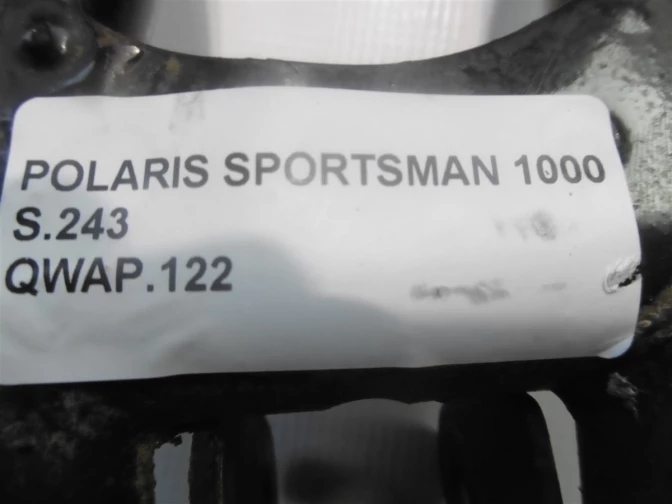 POLARIS SPORTSMAN 1000
S.243
QWAP.122